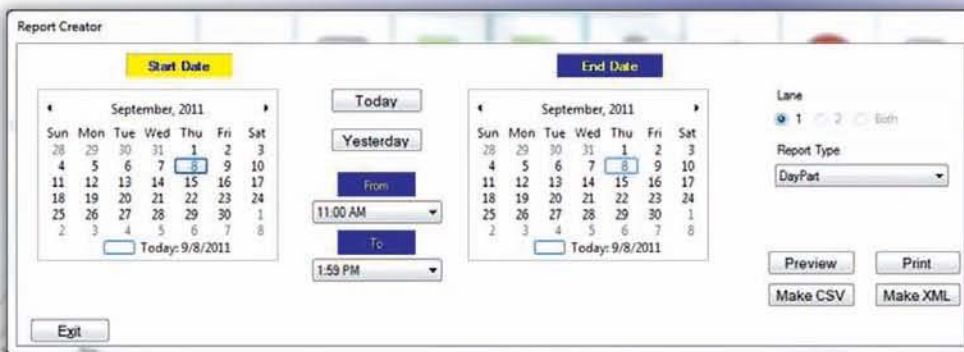 Report Creator
Start Date
End Date
September, 2011
Sun Mon Tue Wed Thu Fri Sat
28 29 30 31 1 2 3
4 5 6 7 8 9 10
11 12 13 14 15 16 17
18 19 20 21 22 23 24
25 26 27 28 29 30 1
2 3 4 5 6 7 8
Today: 9/8/2011
Today
Yesterday
From
11:00 AM
To
1:59 PM
September, 2011
Sun Mon Tue Wed Thu Fri Sat
28 29 30 31 1 2 3
4 5 6 7 8 9 10
11 12 13 14 15 16 17
18 19 20 21 22 23 24
25 26 27 28 29 30 1
2 3 4 5 6 7 8
Today: 9/8/2011
Lane
1 2 Both
Report Type
DayPart
Preview Print
Make CSV Make XML
Exit